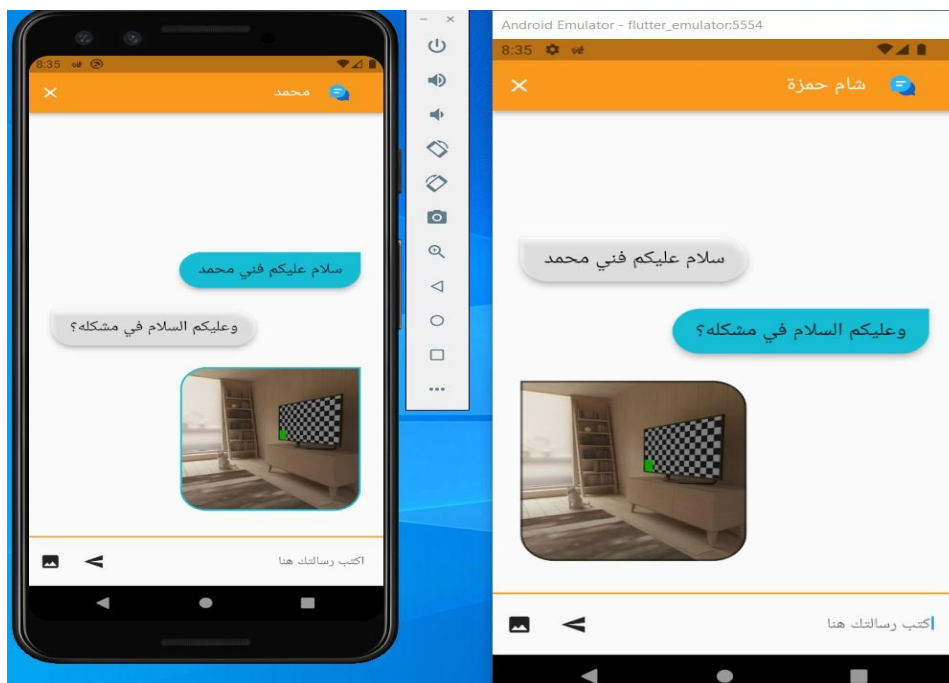 8:35
محمد
سلام عليكم فني محمد
وعليكم السلام في مشكله؟
اكتب رسالتك هنا
Android Emulator - flutter_emulator:5554
8:35
شام حمزة
سلام عليكم فني محمد
وعليكم السلام في مشكله؟
اكتب رسالتك هنا